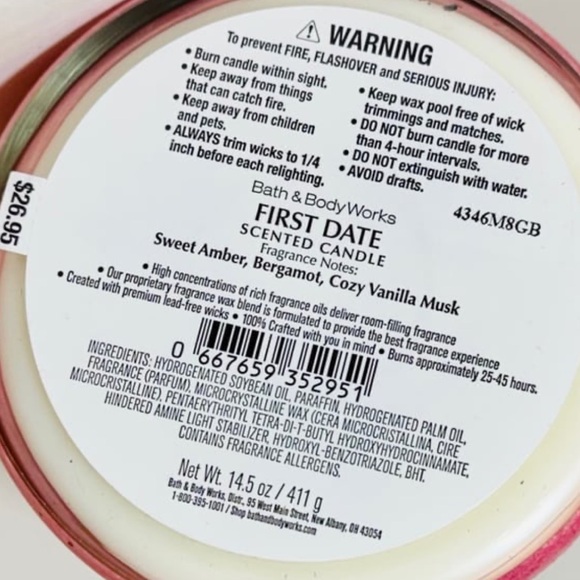 ⚠ WARNING
To prevent FIRE, FLASHOVER and SERIOUS INJURY:
• Burn candle within sight.
• Keep away from things
that can catch fire.
• Keep away from children
and pets.
• ALWAYS trim wicks to 1/4
inch before each relighting.
• Keep wax pool free of wick
trimmings and matches.
• DO NOT burn candle for more
than 4-hour intervals.
• DO NOT extinguish with water.
• AVOID drafts.
4346M8GB
$26.95
Bath & Body Works
FIRST DATE
SCENTED CANDLE
Fragrance Notes:
Sweet Amber, Bergamot, Cozy Vanilla Musk
• High concentrations of rich fragrance oils deliver room-filling fragrance
• Our proprietary fragrance wax blend is formulated to provide the best fragrance experience
• Created with premium lead-free wicks • 100% Crafted with you in mind • Burns approximately 25-45 hours.
0 667659 352951
INGREDIENTS: HYDROGENATED SOYBEAN OIL, PARAFFIN, HYDROGENATED PALM OIL,
FRAGRANCE (PARFUM), MICROCRYSTALLINE WAX (CERA MICROCRISTALLINA, CIRE
MICROCRISTALLINE), PENTAERYTHRITYL TETRA-DI-T-BUTYL HYDROXYHYDROCINNAMATE,
HINDERED AMINE LIGHT STABILIZER, HYDROXYL-BENZOTRIAZOLE, BHT.
CONTAINS FRAGRANCE ALLERGENS.
Net Wt. 14.5 oz / 411 g
Bath & Body Works, Distr., 95 West Main Street, New Albany, OH 43054
1-800-395-1001 / Shop bathandbodyworks.com